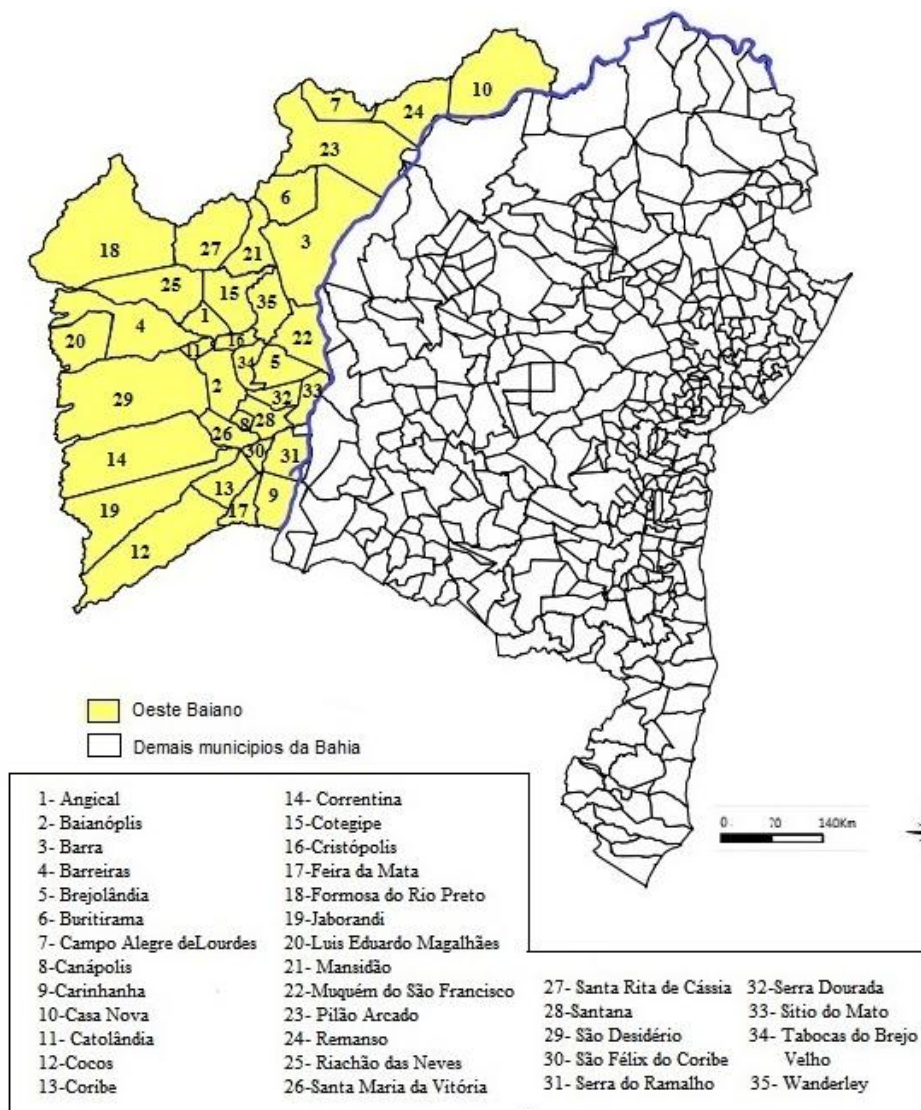 7
24
10
23
6
3
18
27
21
25
15
35
1
4
20
16
11
22
34
5
2
29
32
33
8
28
26
30
31
14
13
9
19
17
12
Oeste Baiano
Demais municipios da Bahia
0
70
140Km
1- Angical
2- Baianóplis
3- Barra
4- Barreiras
5- Brejolândia
6- Buritirama
7- Campo Alegre deLourdes
8-Canápolis
9-Carinhanha
10-Casa Nova
11- Catolândia
12-Cocos
13-Coribe
14- Correntina
15- Cotegipe
16-Cristópolis
17-Feira da Mata
18-Formosa do Rio Preto
19-Jaborandi
20-Luis Eduardo Magalhães
21- Mansidão
22-Muquém do São Francisco
23- Pilão Arcado
24- Remanso
25- Riachão das Neves
26-Santa Maria da Vitória
27- Santa Rita de Cássia
28-Santana
29- São Desidério
30- São Félix do Coribe
31- Serra do Ramalho
32-Serra Dourada
33- Sitio do Mato
34- Tabocas do Brejo
Velho
35- Wanderley